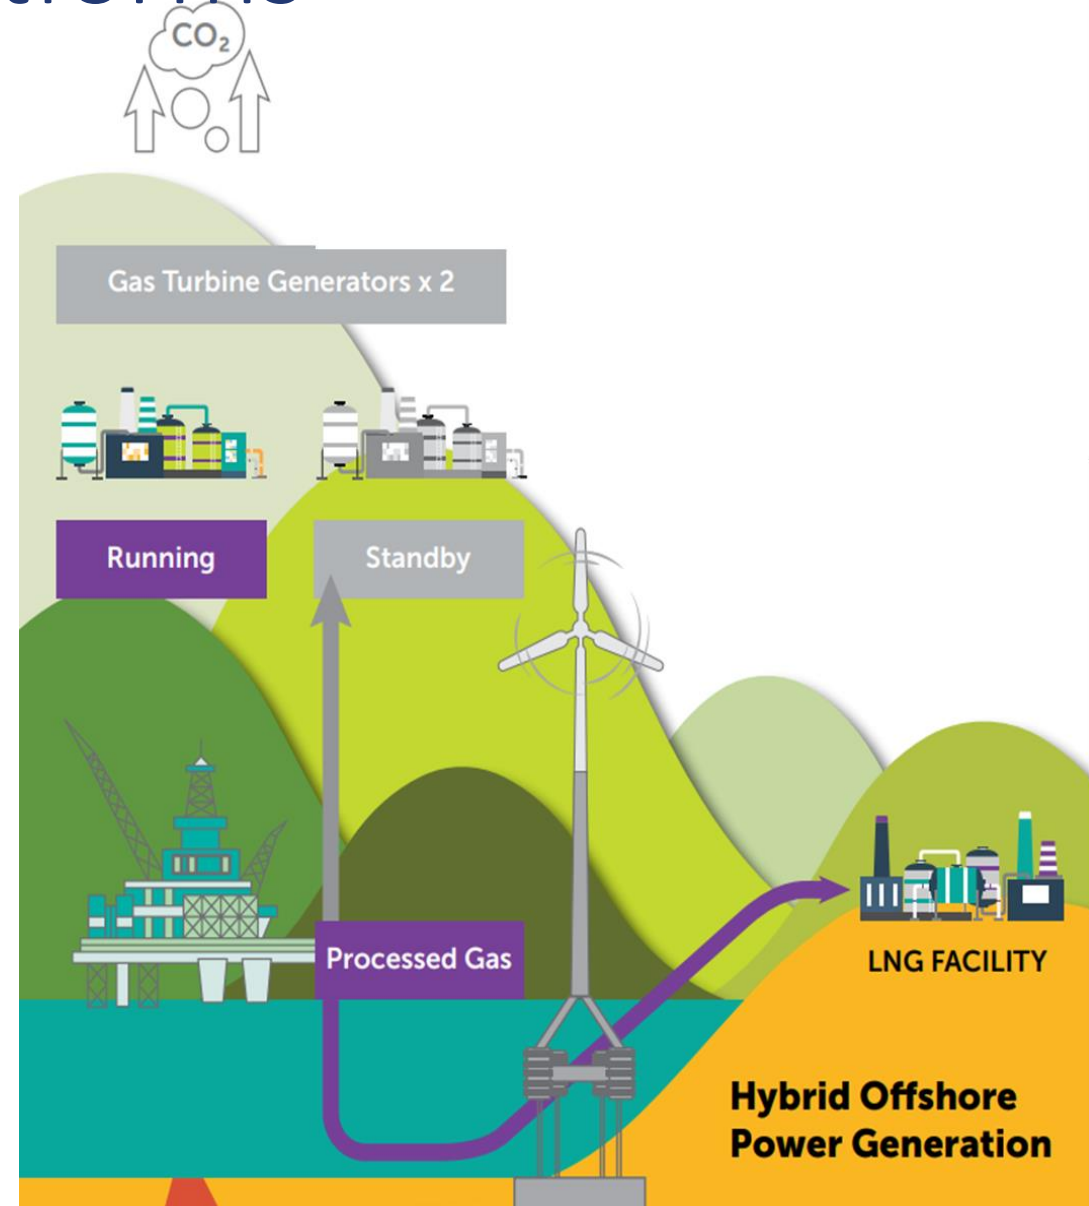 CO₂
Gas Turbine Generators x 2
Running
Standby
Processed Gas
LNG FACILITY
Hybrid Offshore
Power Generation